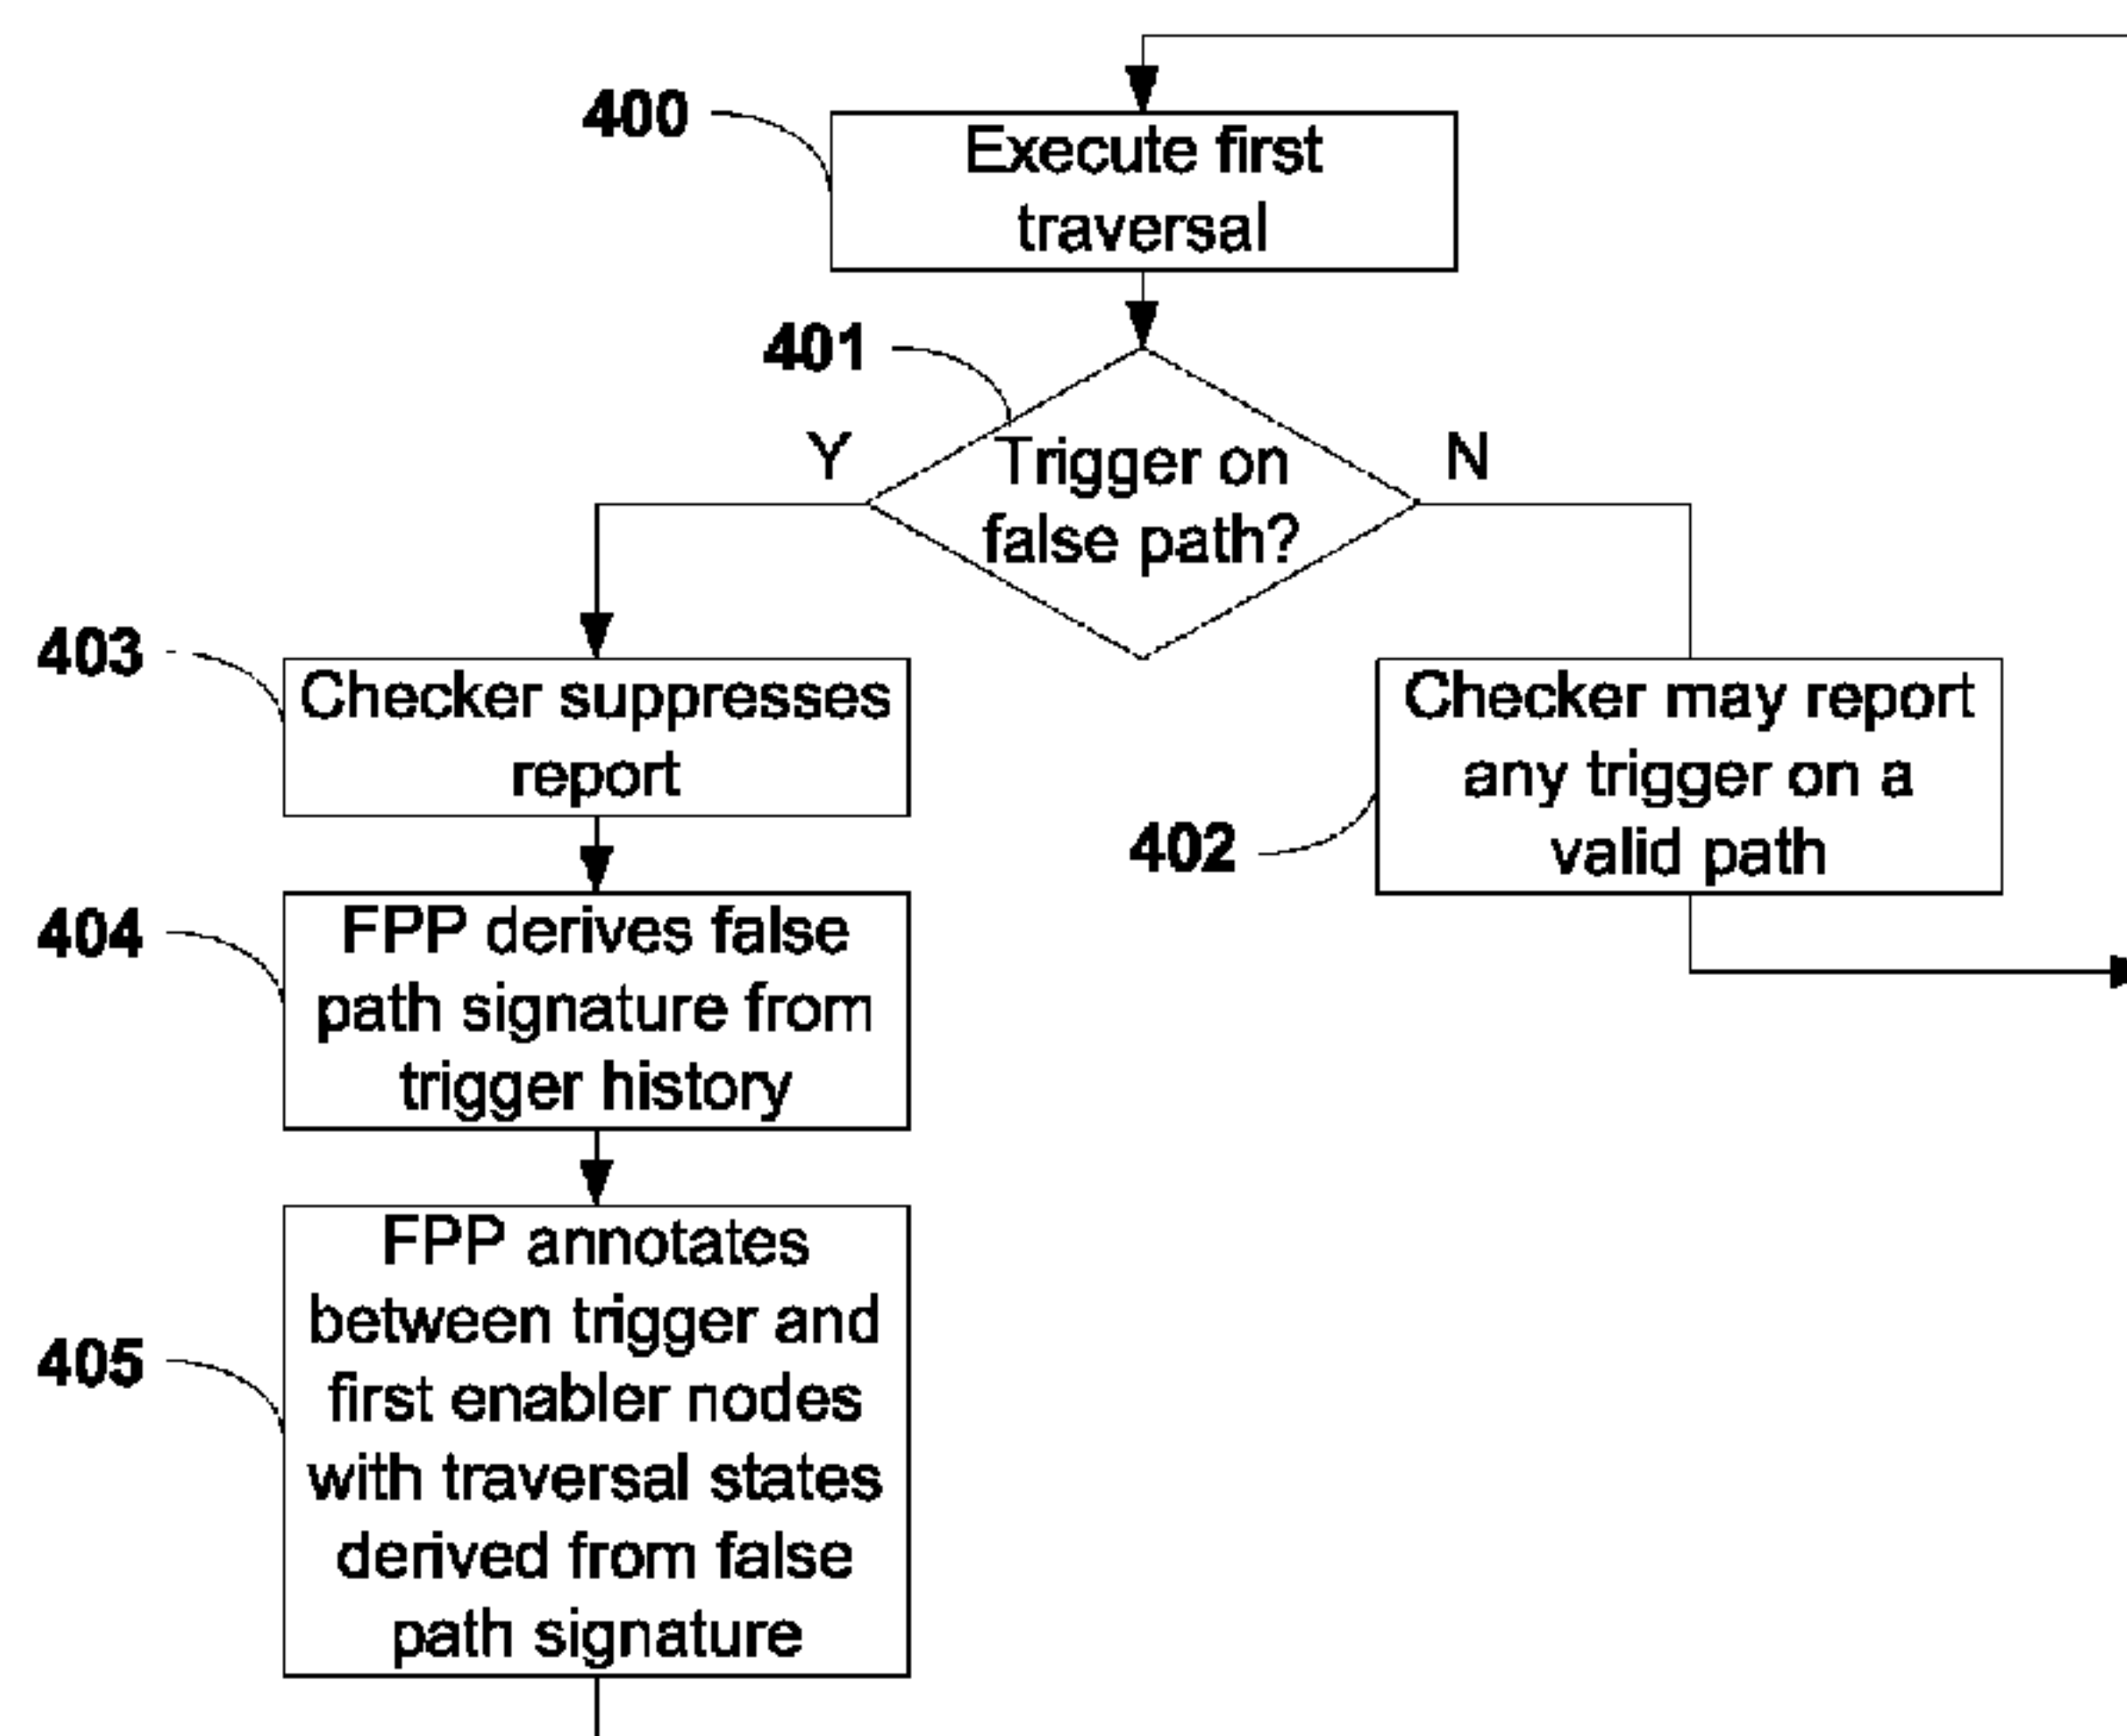 400
Execute first
traversal
401
Y
Trigger on
false path?
N
403
Checker suppresses
report
402
Checker may report
any trigger on a
valid path
404
FPP derives false
path signature from
trigger history
405
FPP annotates
between trigger and
first enabler nodes
with traversal states
derived from false
path signature